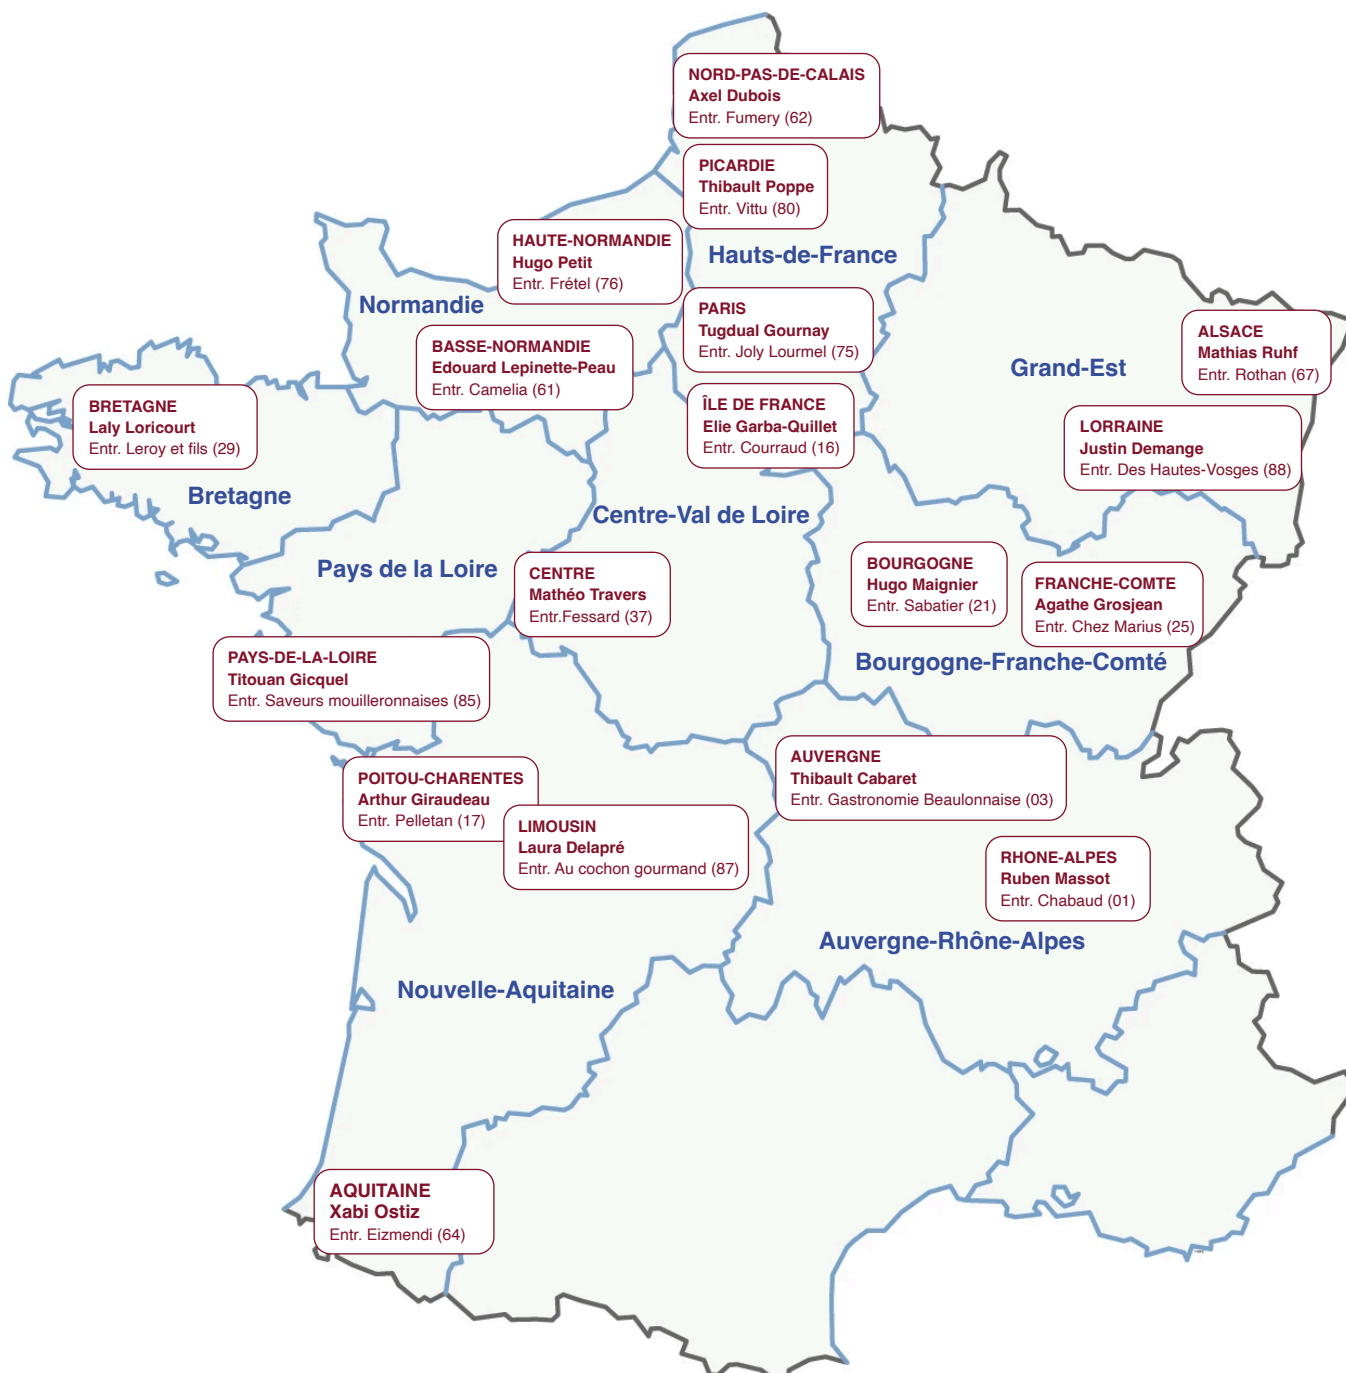 NORD-PAS-DE-CALAIS
Axel Dubois
Entr. Fumery (62)
PICARDIE
Thibault Poppe
Entr. Vittu (80)
HAUTE-NORMANDIE
Hugo Petit
Entr. Frétel (76)
Hauts-de-France
Normandie
PARIS
Tugdual Gournay
Entr. Joly Lourmel (75)
ALSACE
Mathias Ruhf
Entr. Rothan (67)
BASSE-NORMANDIE
Edouard Lepinette-Peau
Entr. Camelia (61)
Grand-Est
BRETAGNE
Laly Loricourt
Entr. Leroy et fils (29)
ÎLE DE FRANCE
Elie Garba-Quillet
Entr. Courraud (16)
LORRAINE
Justin Demange
Entr. Des Hautes-Vosges (88)
Bretagne
Centre-Val de Loire
Pays de la Loire
CENTRE
Mathéo Travers
Entr.Fessard (37)
BOURGOGNE
Hugo Maignier
Entr. Sabatier (21)
FRANCHE-COMTE
Agathe Grosjean
Entr. Chez Marius (25)
PAYS-DE-LA-LOIRE
Titouan Gicquel
Entr. Saveurs mouilleronnaises (85)
Bourgogne-Franche-Comté
POITOU-CHARENTES
Arthur Giraudeau
Entr. Pelletan (17)
AUVERGNE
Thibault Cabaret
Entr. Gastronomie Beaulonnaise (03)
LIMOUSIN
Laura Delapré
Entr. Au cochon gourmand (87)
RHONE-ALPES
Ruben Massot
Entr. Chabaud (01)
Auvergne-Rhône-Alpes
Nouvelle-Aquitaine
AQUITAINE
Xabi Ostiz
Entr. Eizmendi (64)